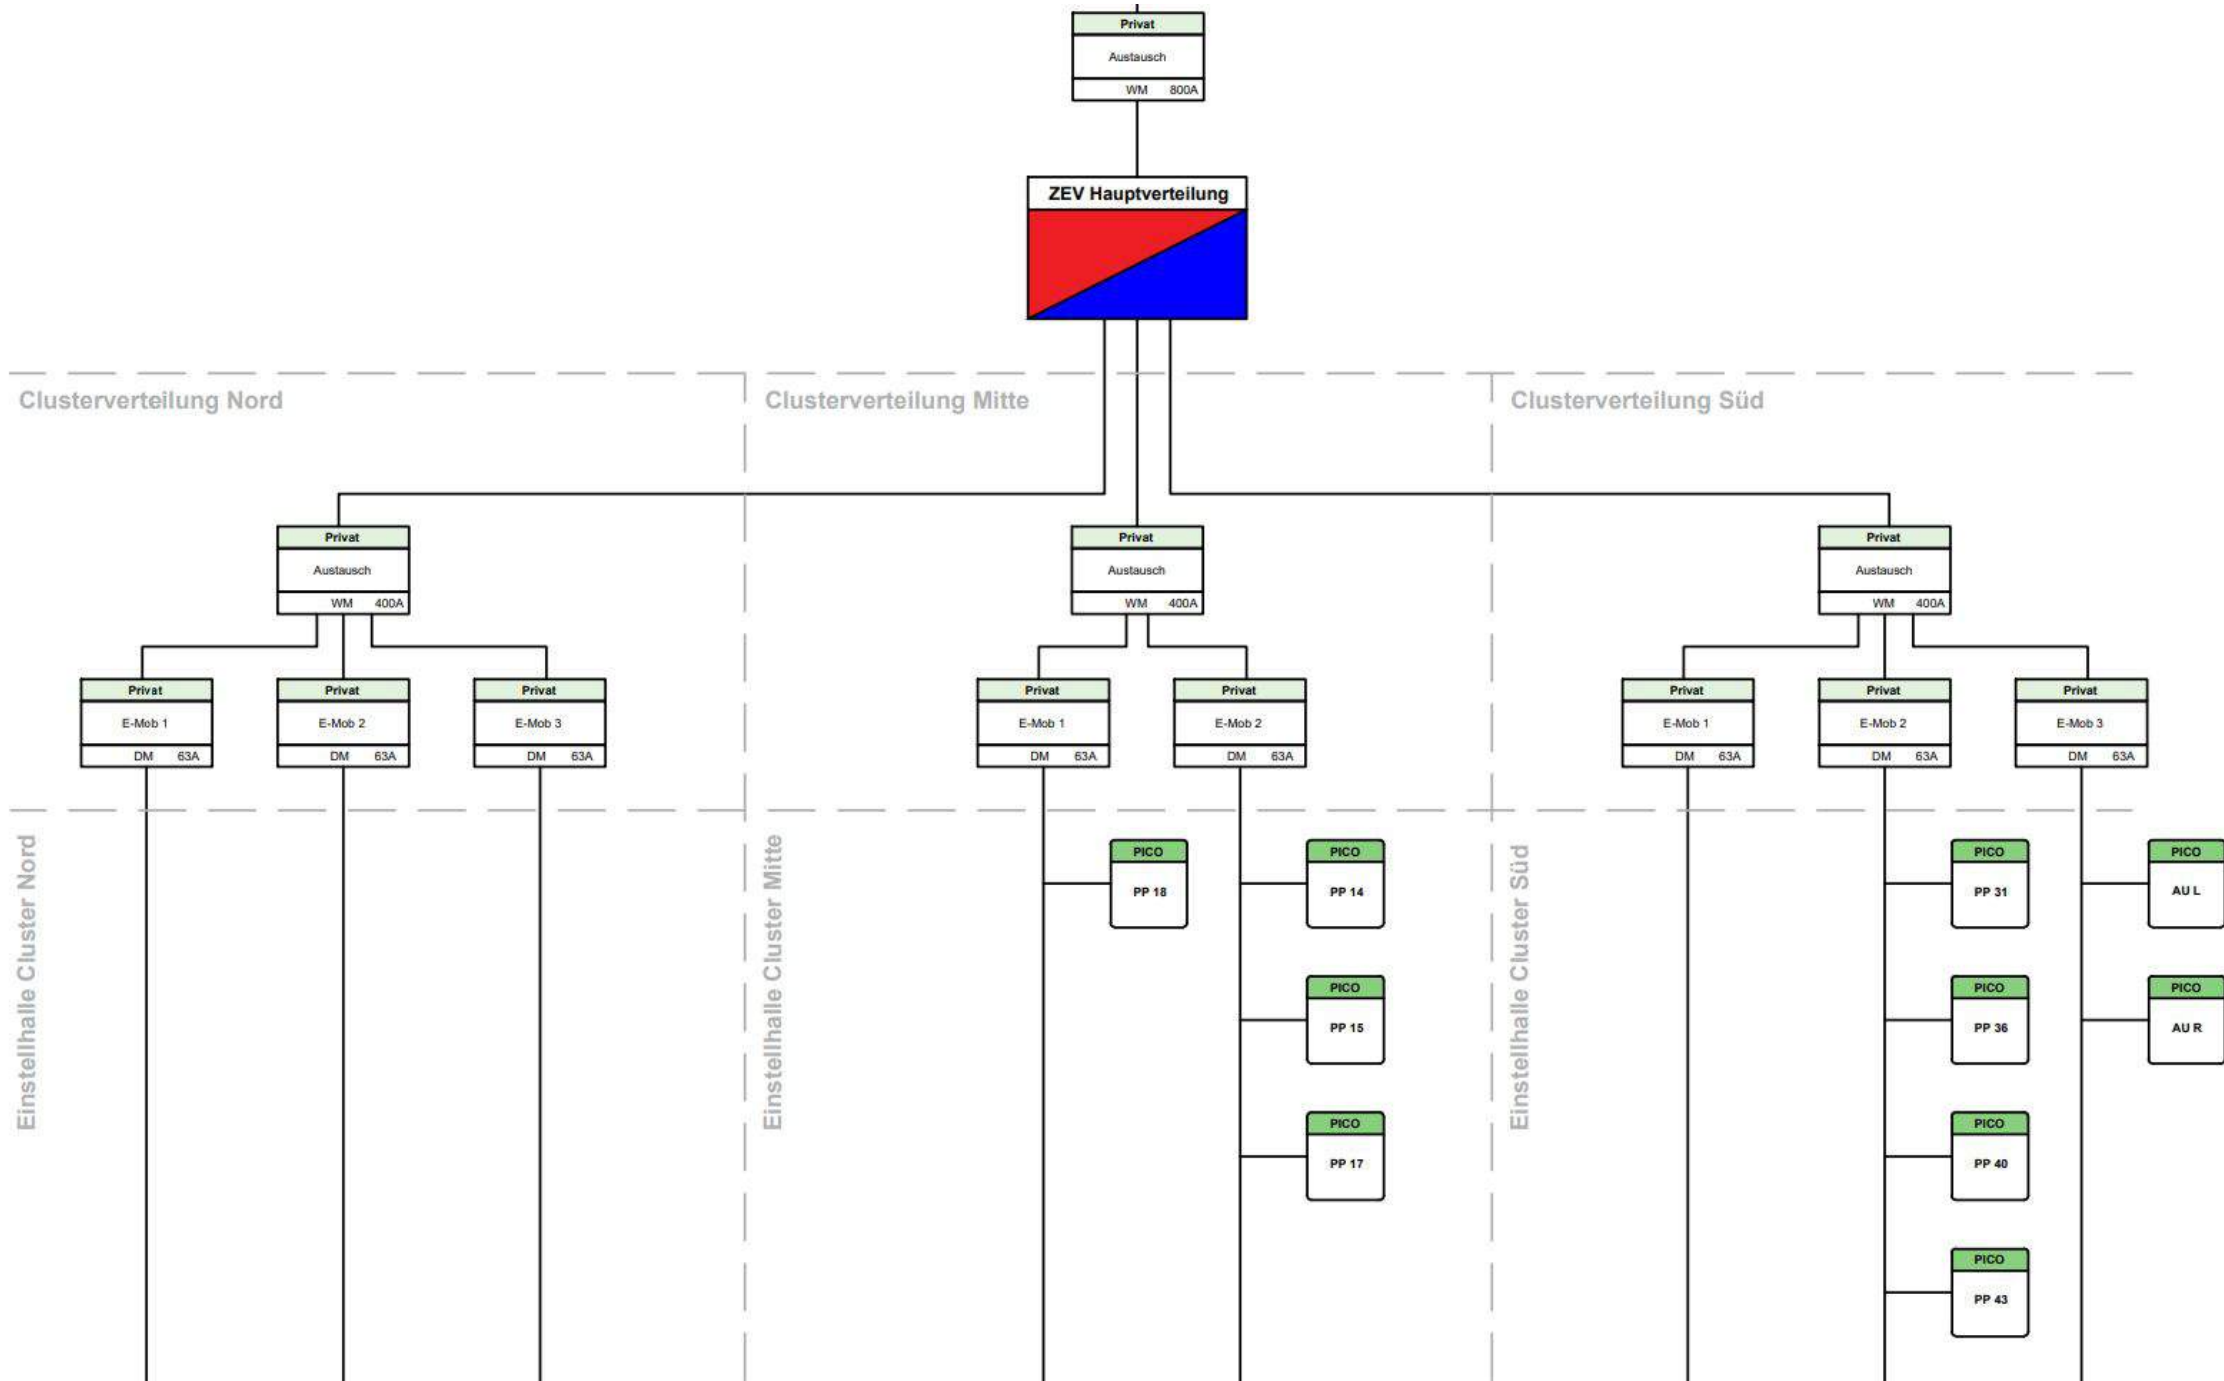 Privat
Austausch
WM 800A
ZEV Hauptverteilung
Clusterverteilung Nord
Clusterverteilung Mitte
Clusterverteilung Süd
Privat
Austausch
WM 400A
Privat
Austausch
WM 400A
Privat
Austausch
WM 400A
Privat
E-Mob 1
DM 63A
Privat
E-Mob 2
DM 63A
Privat
E-Mob 3
DM 63A
Privat
E-Mob 1
DM 63A
Privat
E-Mob 2
DM 63A
Privat
E-Mob 1
DM 63A
Privat
E-Mob 2
DM 63A
Privat
E-Mob 3
DM 63A
Einstellhalle Cluster Nord
Einstellhalle Cluster Mitte
PICO
PP 18
PICO
PP 14
PICO
PP 15
PICO
PP 17
Einstellhalle Cluster Süd
PICO
PP 31
PICO
PP 36
PICO
PP 40
PICO
PP 43
PICO
AU L
PICO
AU R